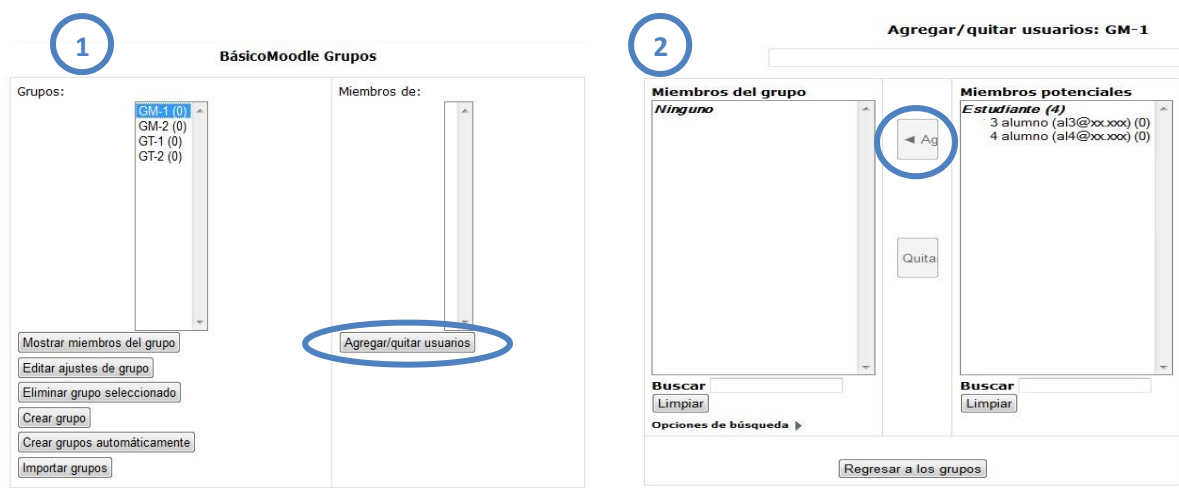 1
BásicoMoodle Grupos
Grupos:
GM-1 (0)
GM-2 (0)
GT-1 (0)
GT-2 (0)
Mostrar miembros del grupo
Editar ajustes de grupo
Eliminar grupo seleccionado
Crear grupo
Crear grupos automáticamente
Importar grupos
Miembros de:
Agregar/quitar usuarios
2
Agregar/quitar usuarios: GM-1
Miembros del grupo
Ninguno
Buscar
Limpiar
Opciones de búsqueda
◄ Ag
Quita
Miembros potenciales
Estudiante (4)
3 alumno (al3@xx.xxx) (0)
4 alumno (al4@xx.xxx) (0)
Buscar
Limpiar
Regresar a los grupos